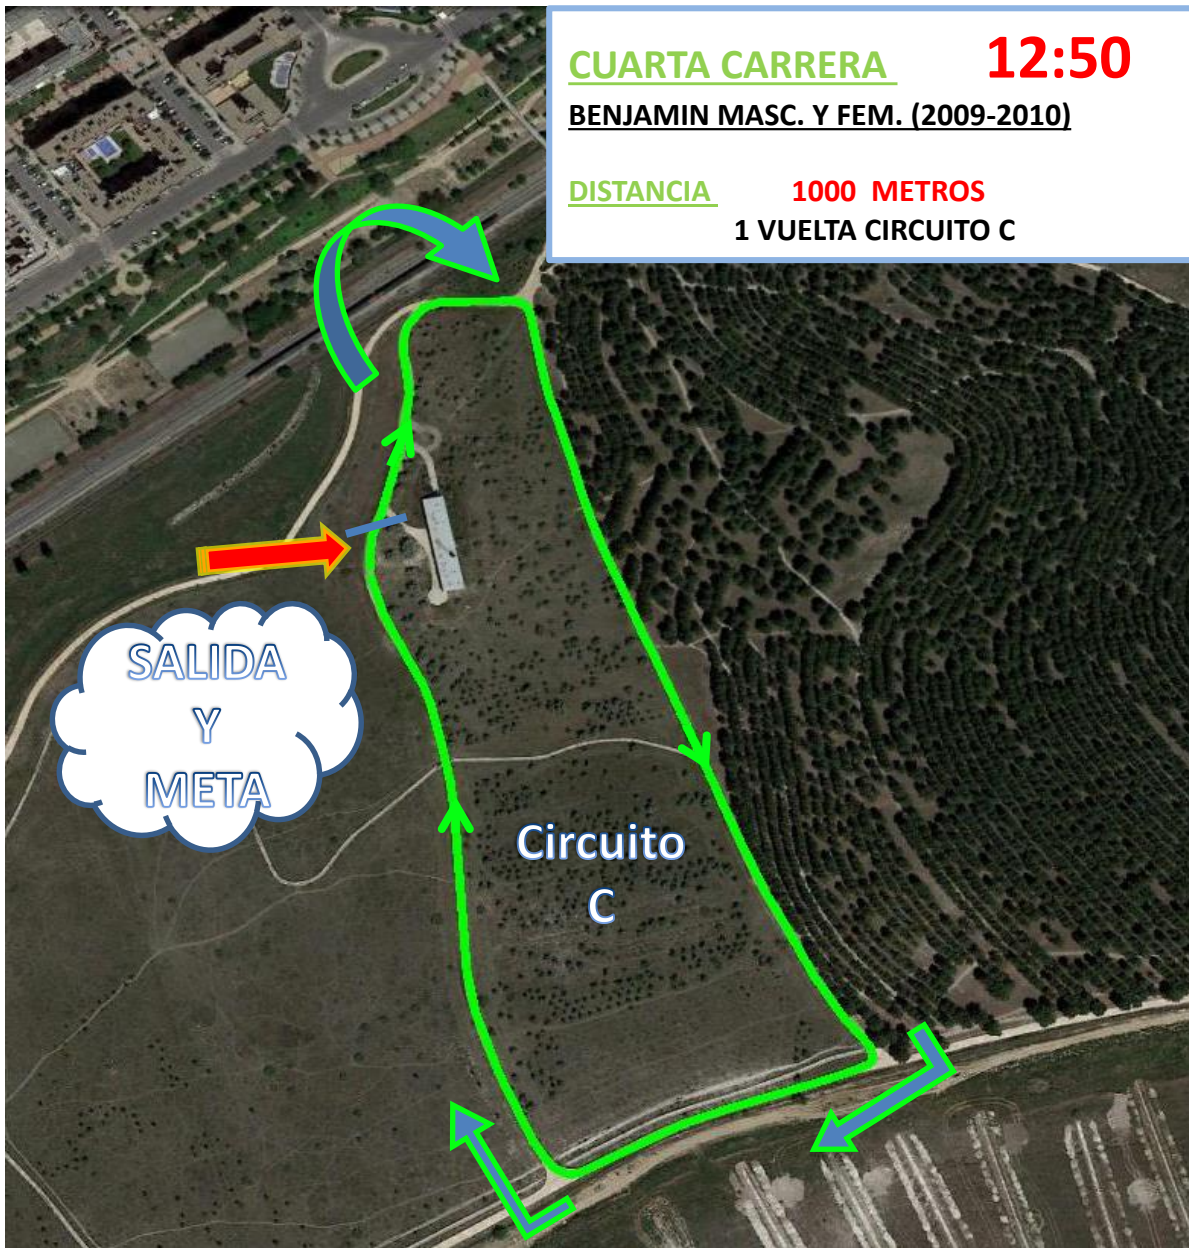 CUARTA CARRERA 12:50
BENJAMIN MASC. Y FEM. (2009-2010)
DISTANCIA 1000 METROS
1 VUELTA CIRCUITO C
SALIDA
Y
META
Circuito
C